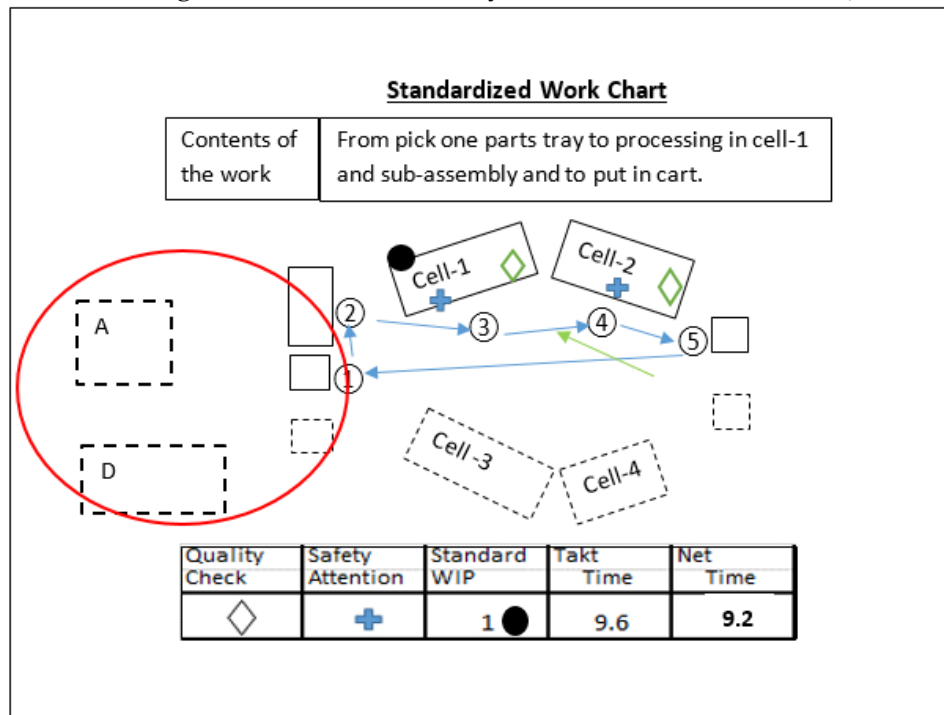 Standardized Work Chart
Contents of the work
From pick one parts tray to processing in cell-1
and sub-assembly and to put in cart.
Cell-1
Cell-2
A
2
3
4
5
1
D
Cell -3
Cell-4
Quality Check
Safety Attention
Standard WIP
Takt Time
Net Time
1
9.6
9.2